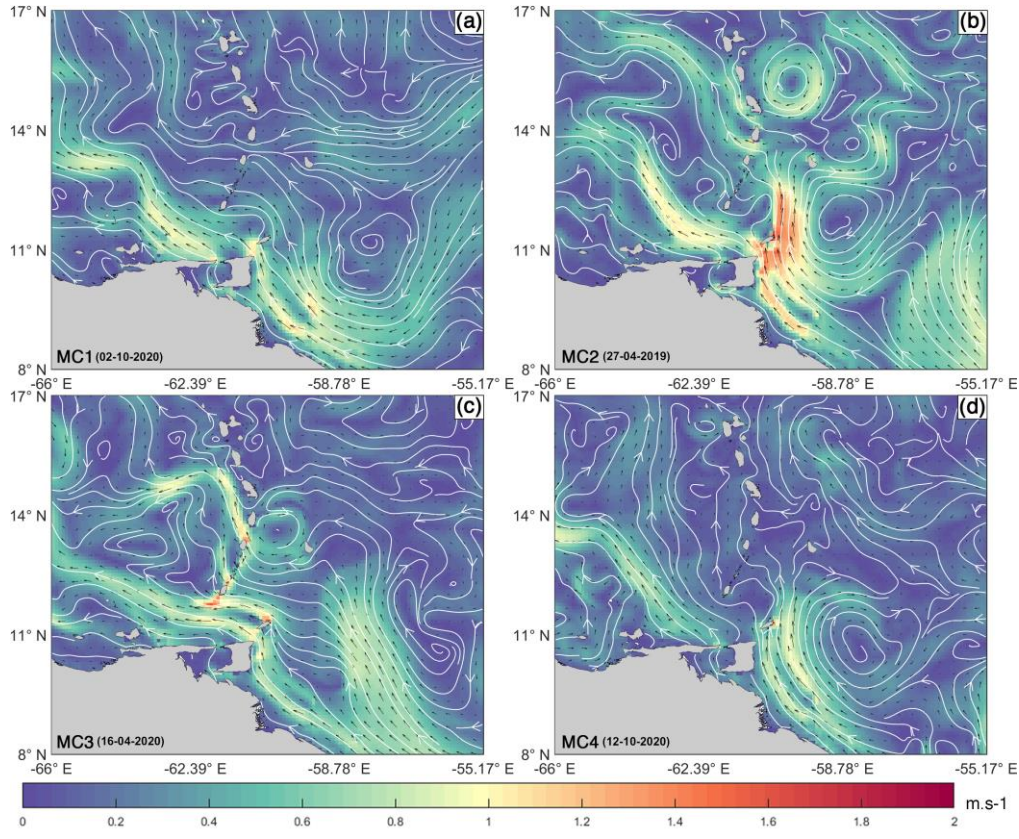 17° N
14° N
11° N
8° N
(a)
MC1 (02-10-2020)
-66° E
-62.39° E
-58.78° E
-55.17° E
17° N
14° N
11° N
8° N
(b)
MC2 (27-04-2019)
-66° E
-62.39° E
-58.78° E
-55.17° E
17° N
14° N
11° N
8° N
(c)
MC3 (16-04-2020)
-66° E
-62.39° E
-58.78° E
-55.17° E
17° N
14° N
11° N
8° N
(d)
MC4 (12-10-2020)
-66° E
-62.39° E
-58.78° E
-55.17° E
0 0.2 0.4 0.6 0.8 1 1.2 1.4 1.6 1.8 2
m.s-1